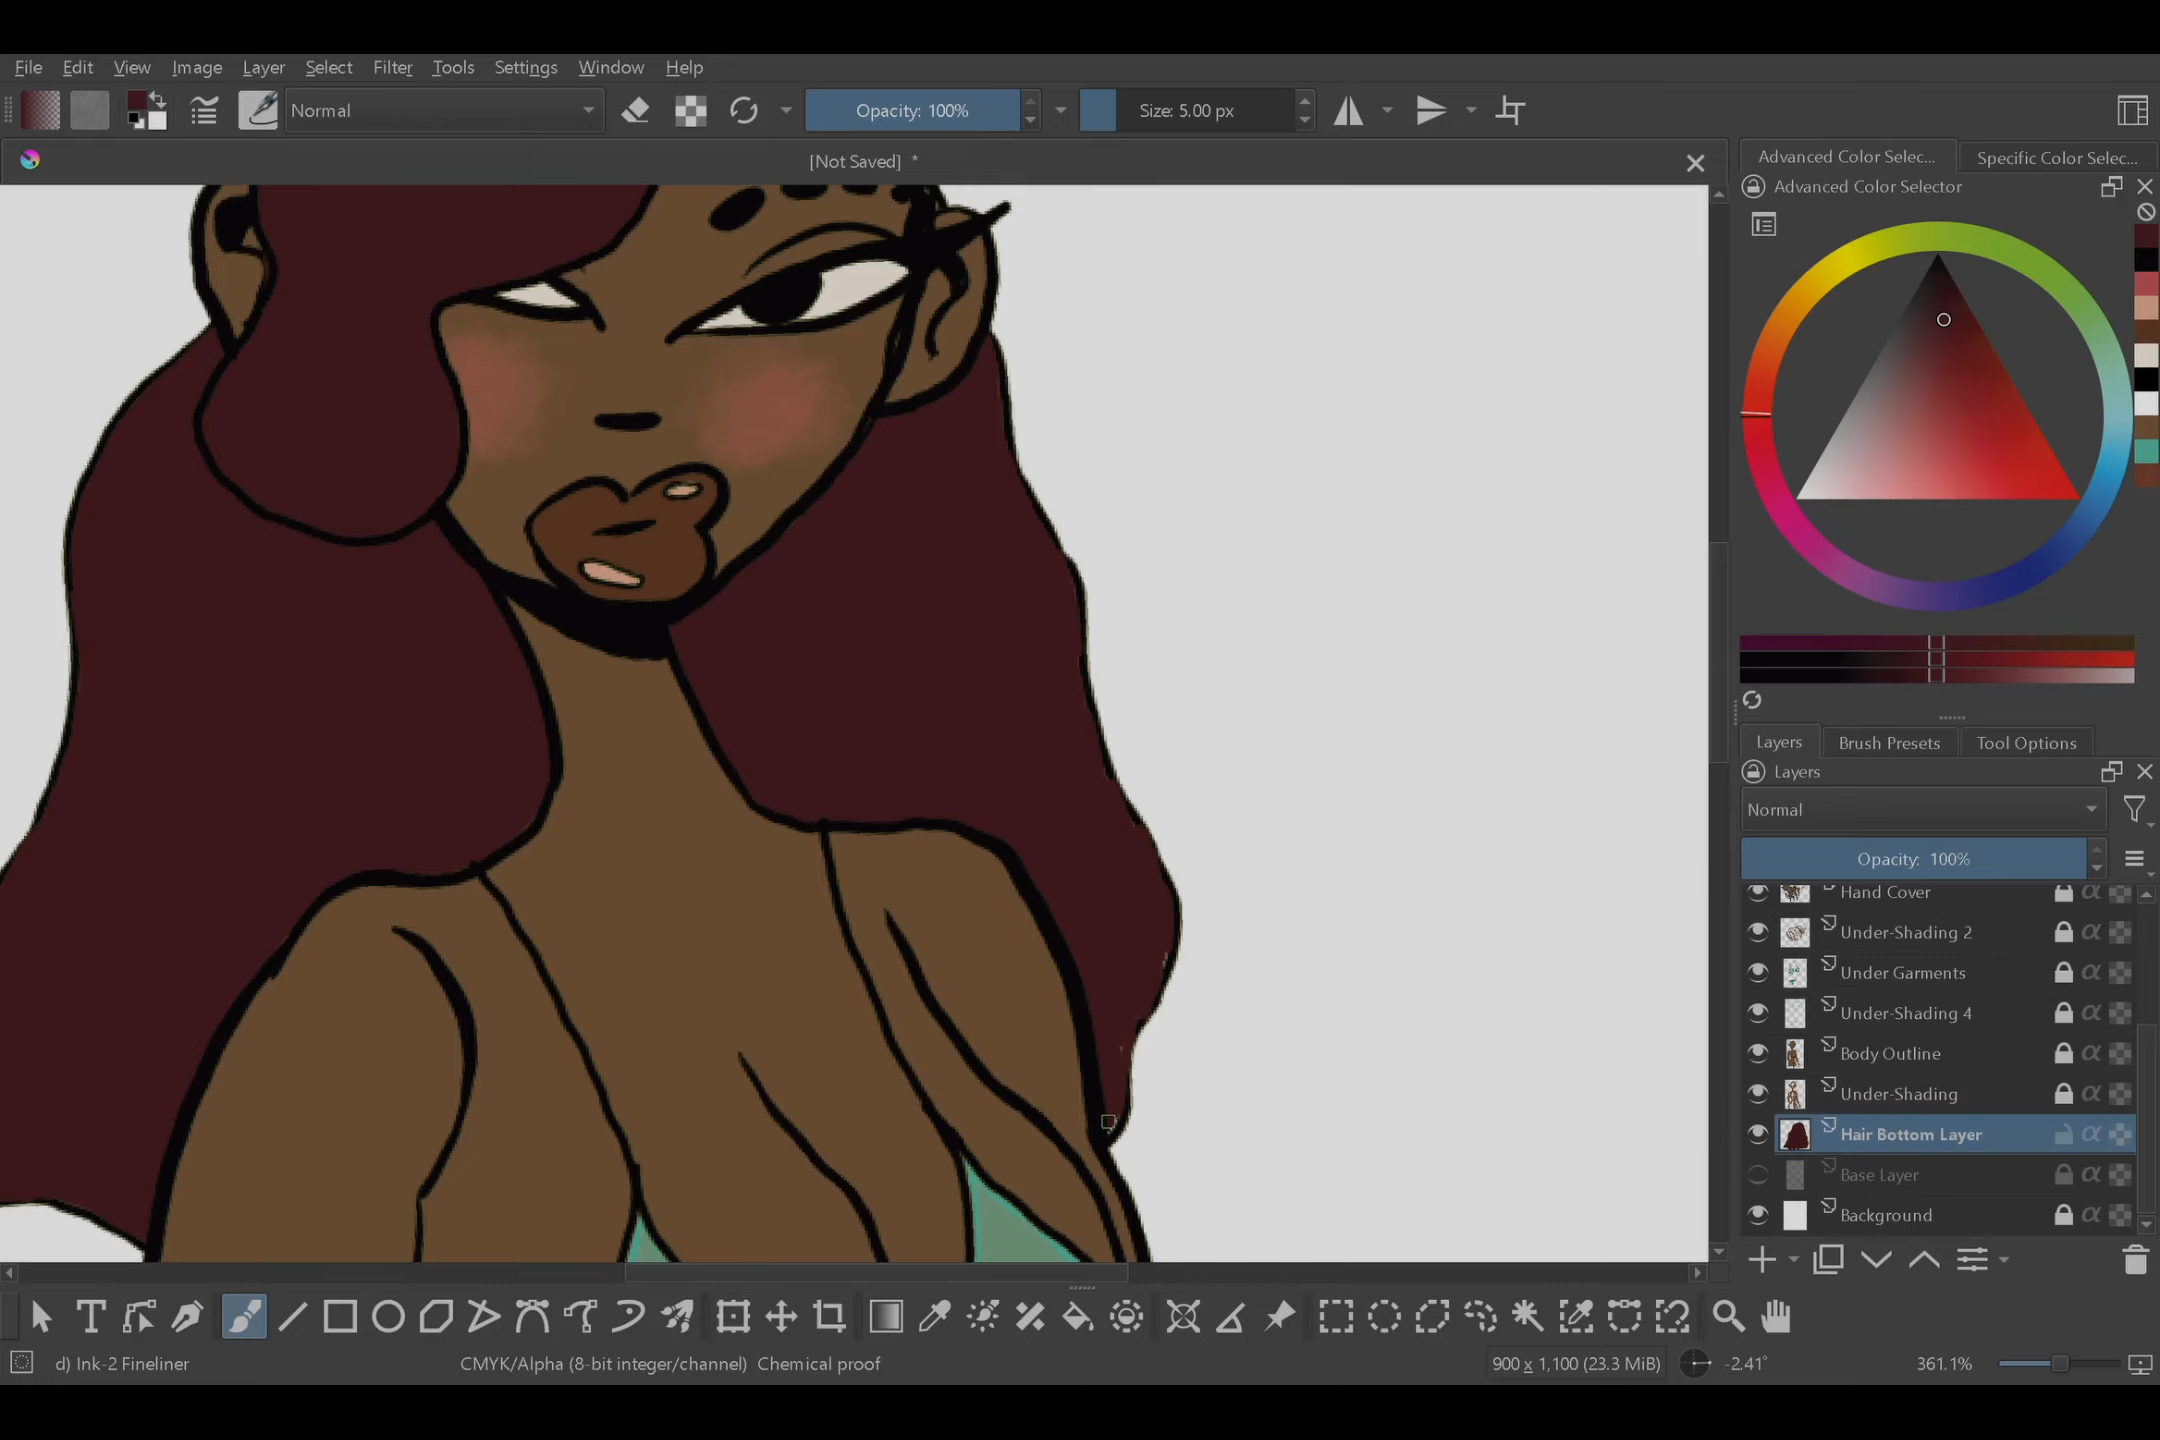 File Edit View Image Layer Select Filter Tools Settings Window Help
Normal Opacity: 100% Size: 5.00 px
[Not Saved] *
Advanced Color Selec... Specific Color Selec...
Advanced Color Selector
Layers Brush Presets Tool Options
Layers
Normal
Opacity: 100%
Hand Cover
Under-Shading 2
Under Garments
Under-Shading 4
Body Outline
Under-Shading
Hair Bottom Layer
Base Layer
Background
d) Ink-2 Fineliner CMYK/Alpha (8-bit integer/channel) Chemical proof 900 x 1,100 (23.3 MiB) -2.41° 361.1%